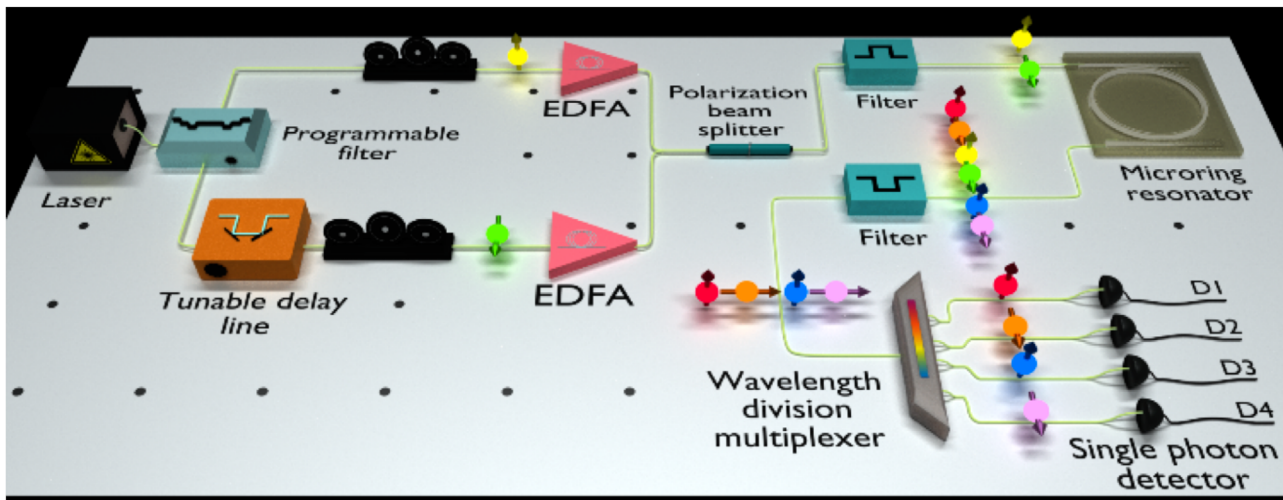 EDFA
Polarization
beam
splitter
Filter
Programmable
filter
Laser
Microring
resonator
Filter
EDFA
Tunable delay
line
D1
D2
D3
D4
Wavelength
division
multiplexer
Single photon
detector